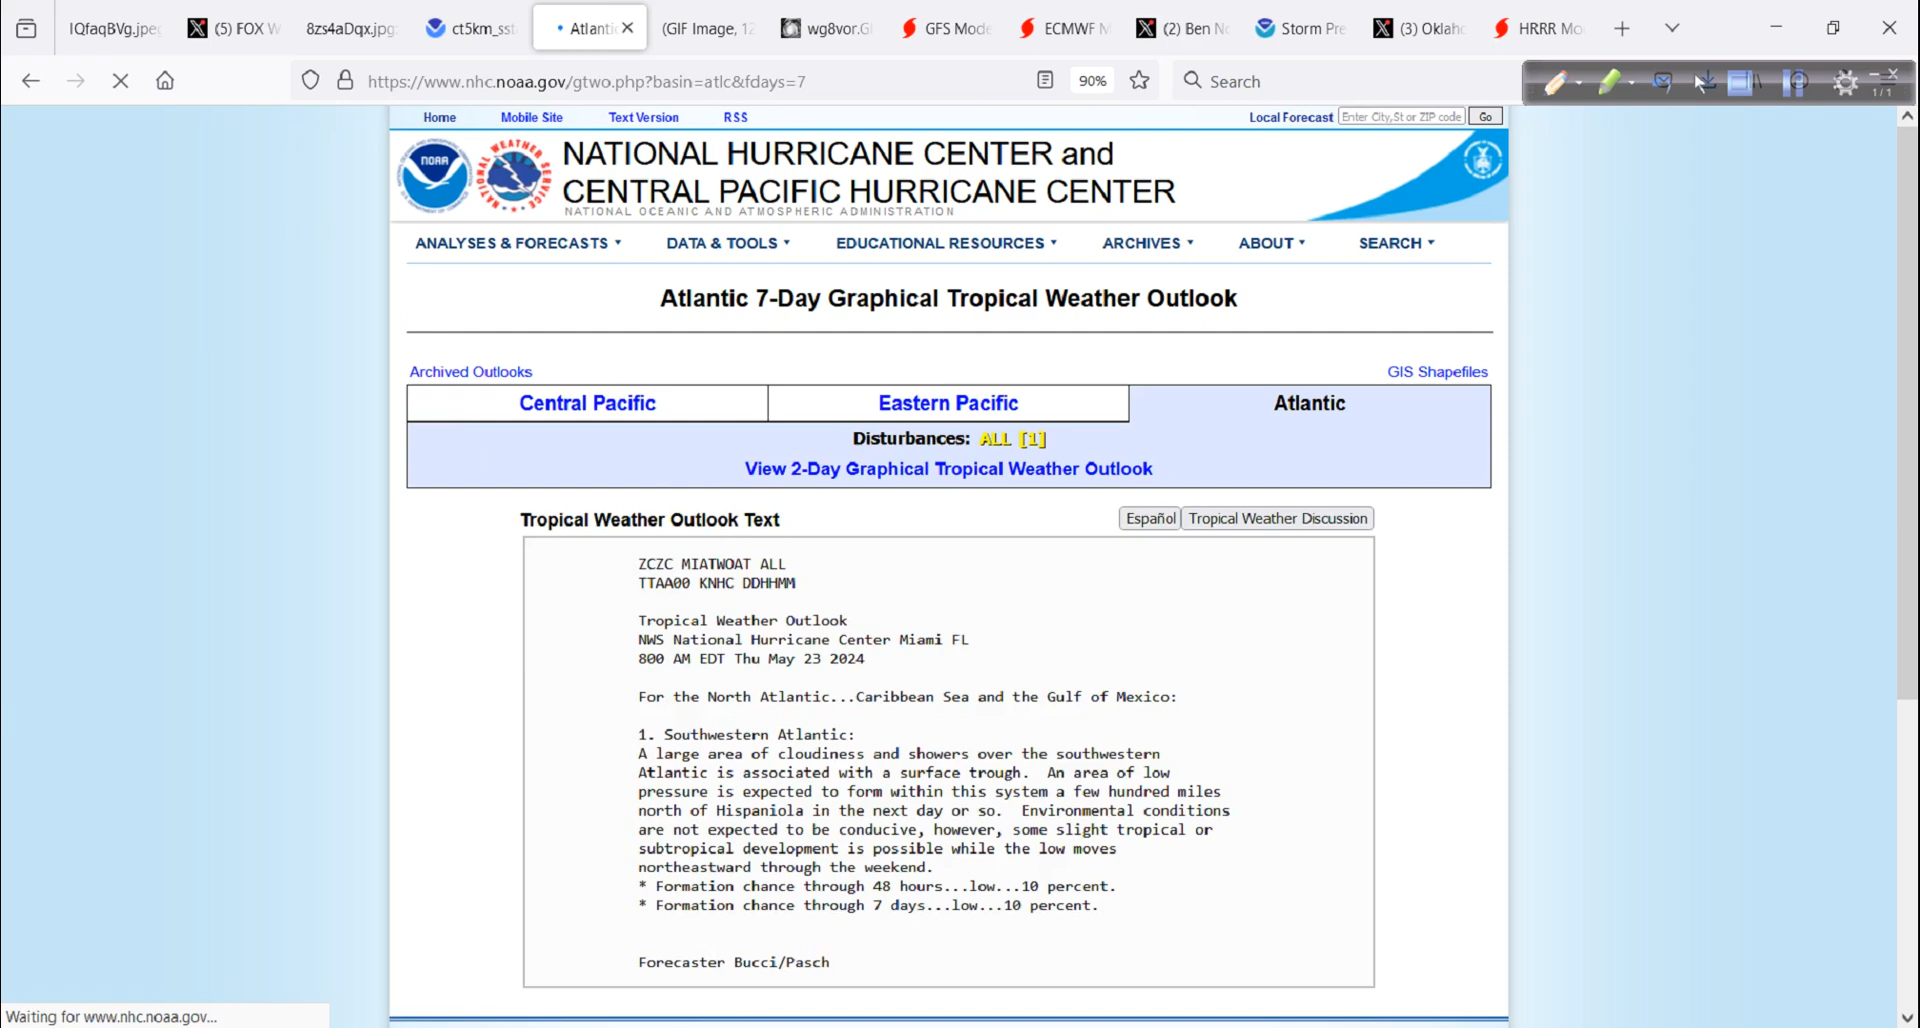 IQfaqBVg.jpeg
(5) FOX W
8zs4aDqx.jpg
ct5km_sst
Atlanti
(GIF Image, 12
wg8vor.GI
GFS Mode
ECMWF M
(2) Ben No
Storm Pre
(3) Oklaho
HRRR Mo
https://www.nhc.noaa.gov/gtwo.php?basin=atlc&fdays=7
90%
Search
1/1
Home Mobile Site Text Version RSS
Local Forecast Enter City,St or ZIP code Go
NOAA
NATIONAL WEATHER SERVICE
NATIONAL HURRICANE CENTER and
CENTRAL PACIFIC HURRICANE CENTER
NATIONAL OCEANIC AND ATMOSPHERIC ADMINISTRATION
ANALYSES & FORECASTS DATA & TOOLS EDUCATIONAL RESOURCES ARCHIVES ABOUT SEARCH
Atlantic 7-Day Graphical Tropical Weather Outlook
Archived Outlooks GIS Shapefiles
Central Pacific Eastern Pacific Atlantic
Disturbances: ALL [1]
View 2-Day Graphical Tropical Weather Outlook
Tropical Weather Outlook Text Español Tropical Weather Discussion
ZCZC MIATWOAT ALL
TTAA00 KNHC DDHHMM
Tropical Weather Outlook
NWS National Hurricane Center Miami FL
800 AM EDT Thu May 23 2024
For the North Atlantic...Caribbean Sea and the Gulf of Mexico:
1. Southwestern Atlantic:
A large area of cloudiness and showers over the southwestern
Atlantic is associated with a surface trough. An area of low
pressure is expected to form within this system a few hundred miles
north of Hispaniola in the next day or so. Environmental conditions
are not expected to be conducive, however, some slight tropical or
subtropical development is possible while the low moves
northeastward through the weekend.
* Formation chance through 48 hours...low...10 percent.
* Formation chance through 7 days...low...10 percent.
Forecaster Bucci/Pasch
Waiting for www.nhc.noaa.gov...